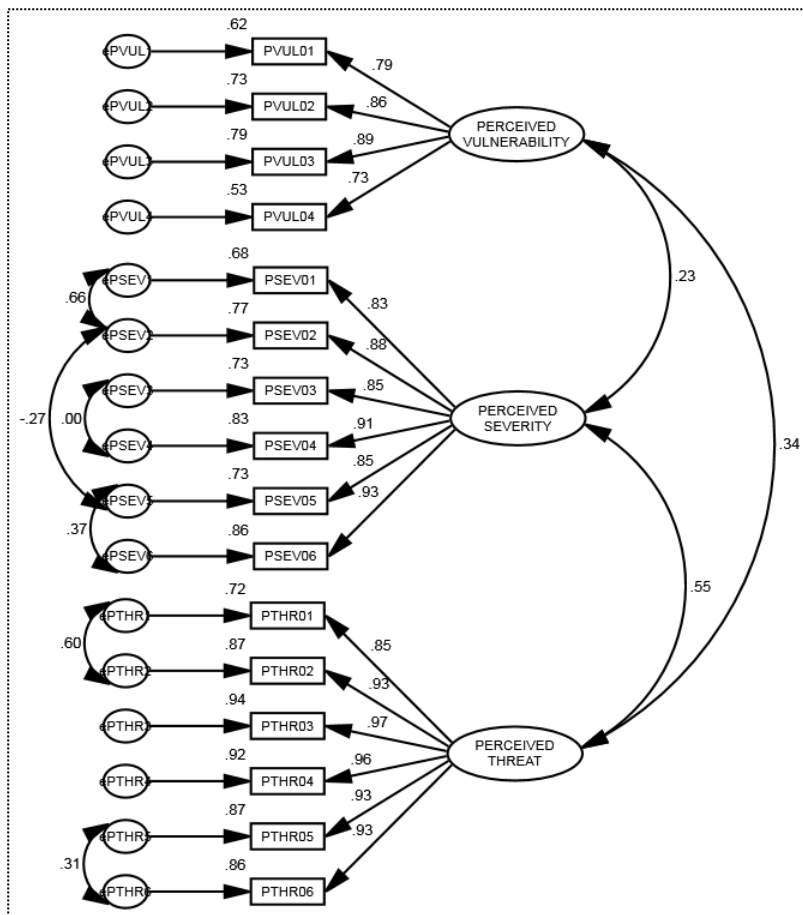 .62
ePVUL
PVUL01
.79
.73
ePVUL2
PVUL02
.86
PERCEIVED
VULNERABILITY
.79
ePVUL3
PVUL03
.89
.53
ePVUL4
PVUL04
.73
.68
ePSEV1
PSEV01
.83
.23
.66
.77
ePSEV2
PSEV02
.88
.73
ePSEV3
PSEV03
.85
PERCEIVED
SEVERITY
-.27
.00
.83
ePSEV4
PSEV04
.91
.34
.73
ePSEV5
PSEV05
.85
.37
.86
ePSEV6
PSEV06
.93
.72
ePTHR1
PTHR01
.85
.55
.60
.87
ePTHR2
PTHR02
.93
.94
ePTHR3
PTHR03
.97
PERCEIVED
THREAT
.92
ePTHR4
PTHR04
.96
.87
ePTHR5
PTHR05
.93
.31
.86
ePTHR6
PTHR06
.93